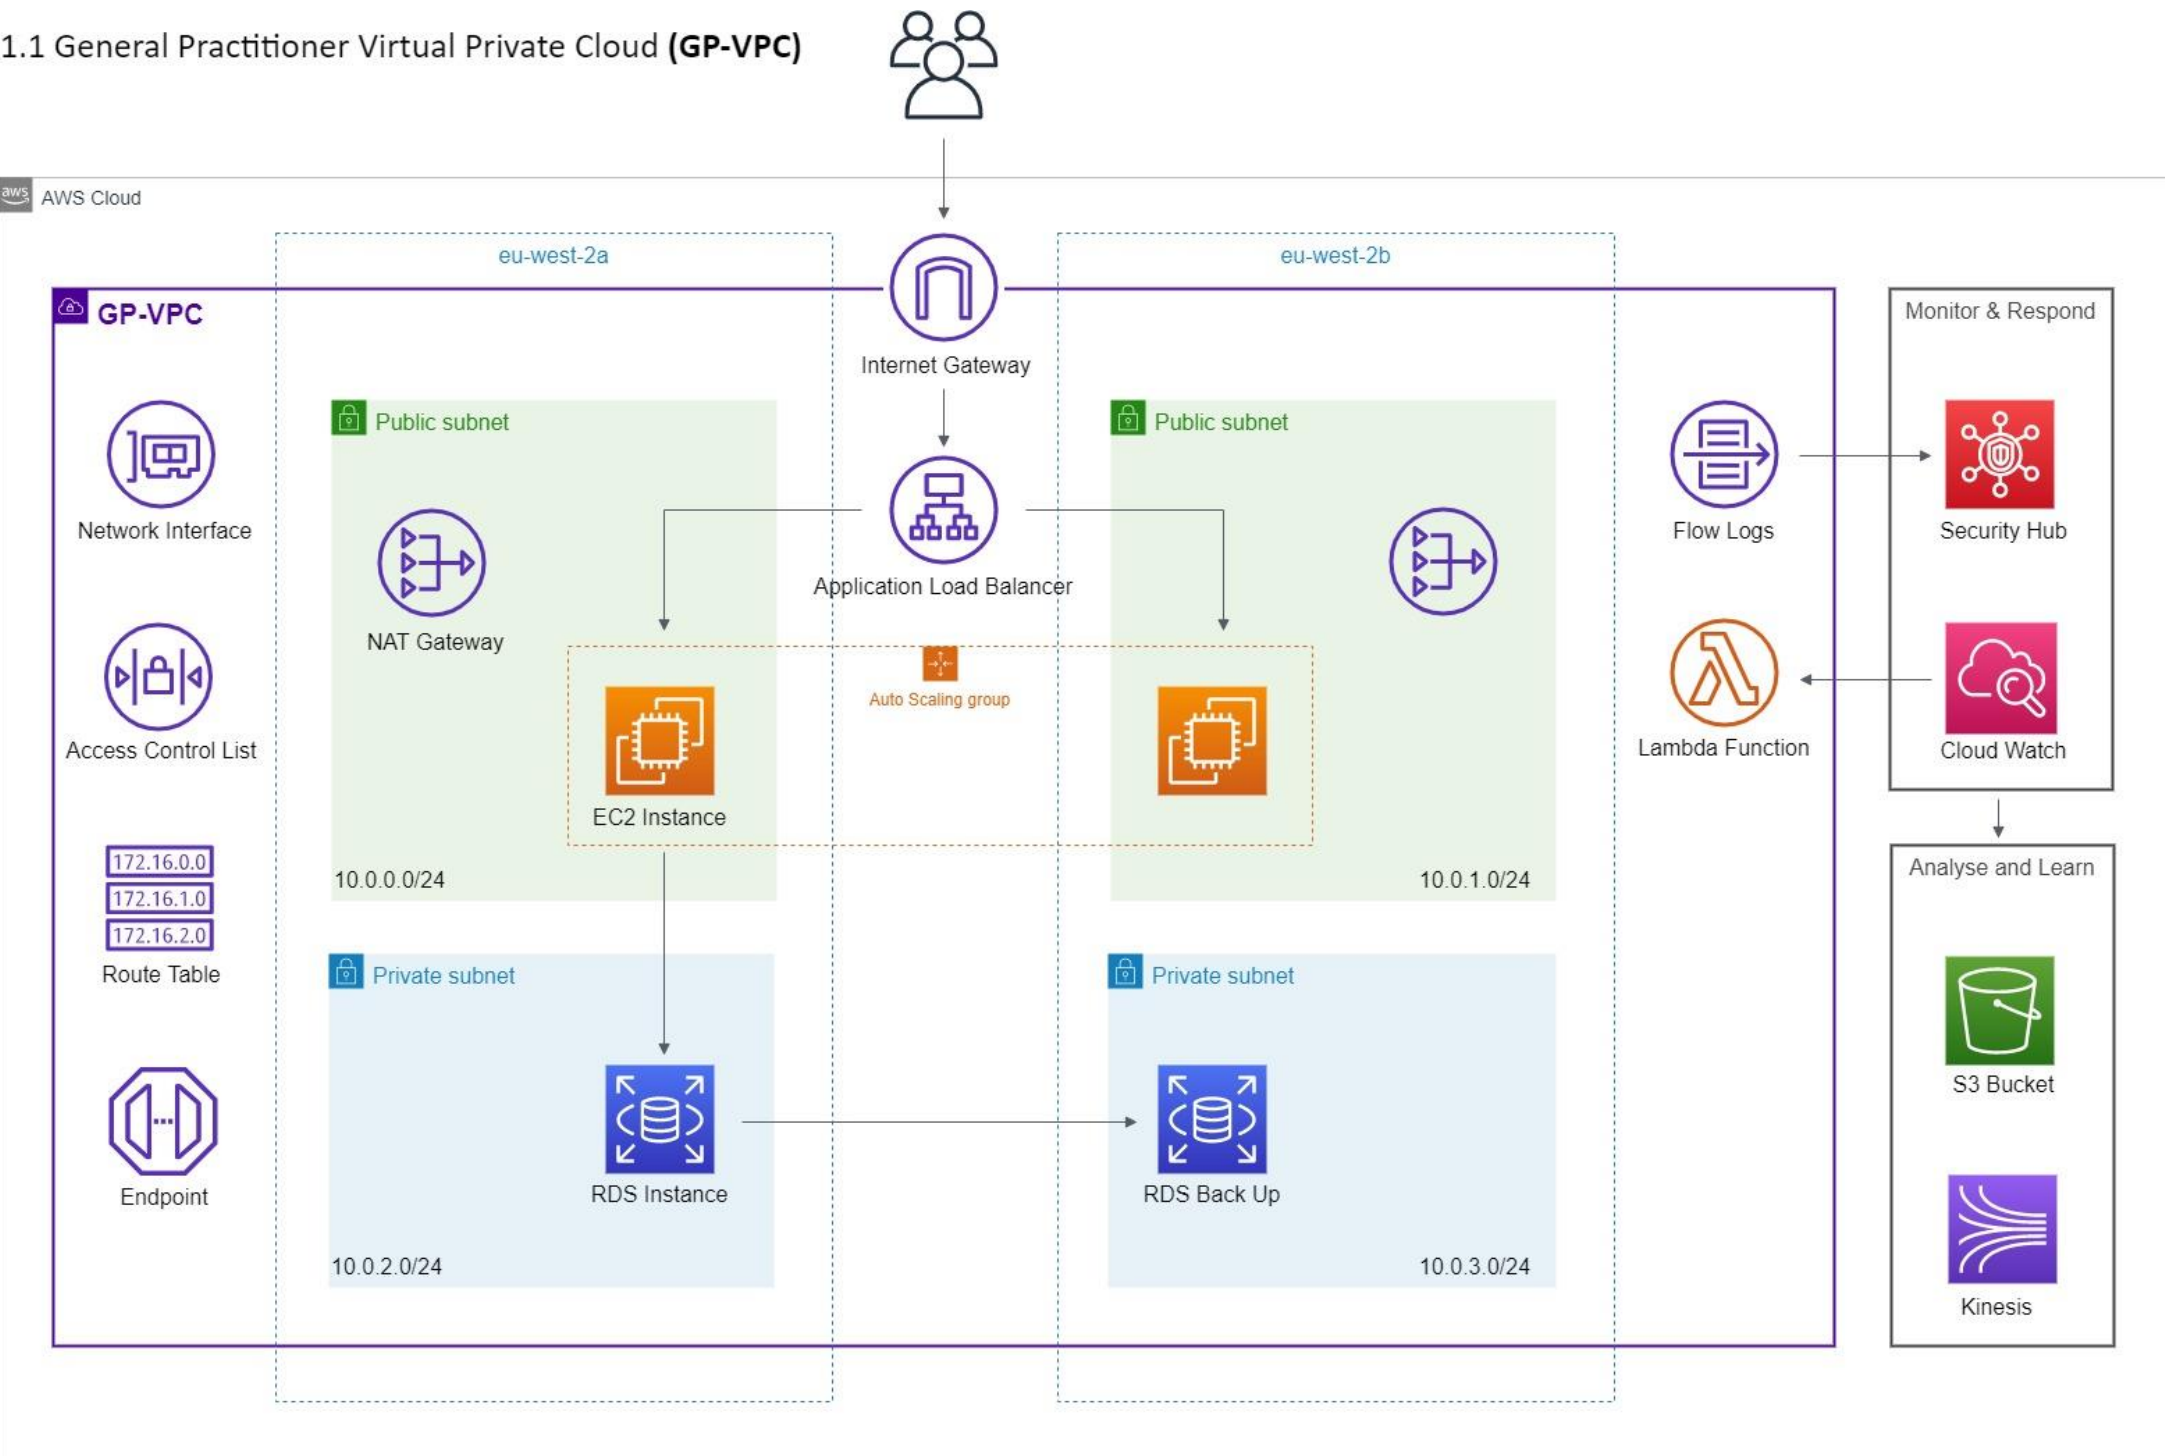 1.1 General Practitioner Virtual Private Cloud (GP-VPC)
aws
AWS Cloud
eu-west-2a
eu-west-2b
GP-VPC
Internet Gateway
Monitor & Respond
Public subnet
Public subnet
Network Interface
Flow Logs
Security Hub
Application Load Balancer
NAT Gateway
Auto Scaling group
Access Control List
Lambda Function
Cloud Watch
EC2 Instance
172.16.0.0
172.16.1.0
172.16.2.0
Route Table
10.0.0.0/24
10.0.1.0/24
Analyse and Learn
Private subnet
Private subnet
S3 Bucket
Endpoint
RDS Instance
RDS Back Up
10.0.2.0/24
10.0.3.0/24
Kinesis